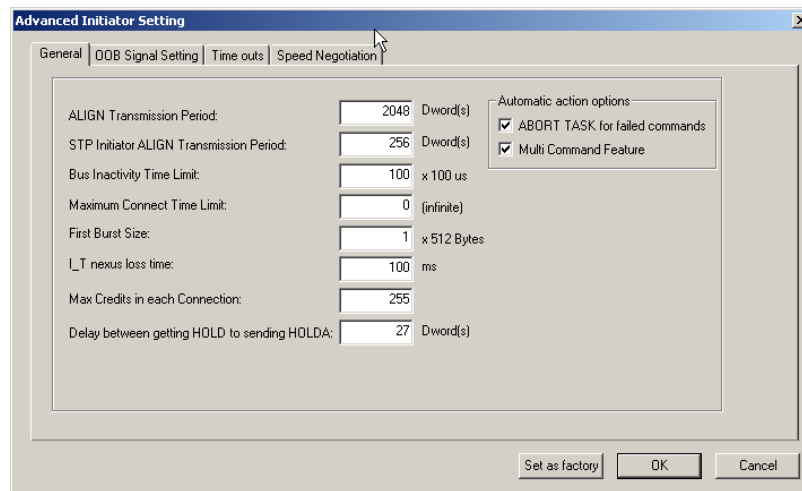 Advanced Initiator Setting
General OOB Signal Setting Time outs Speed Negotiation
ALIGN Transmission Period: 2048 Dword(s)
STP Initiator ALIGN Transmission Period: 256 Dword(s)
Bus Inactivity Time Limit: 100 x 100 us
Maximum Connect Time Limit: 0 (infinite)
First Burst Size: 1 x 512 Bytes
I_T nexus loss time: 100 ms
Max Credits in each Connection: 255
Delay between getting HOLD to sending HOLDA: 27 Dword(s)
Automatic action options
ABORT TASK for failed commands
Multi Command Feature
Set as factory OK Cancel